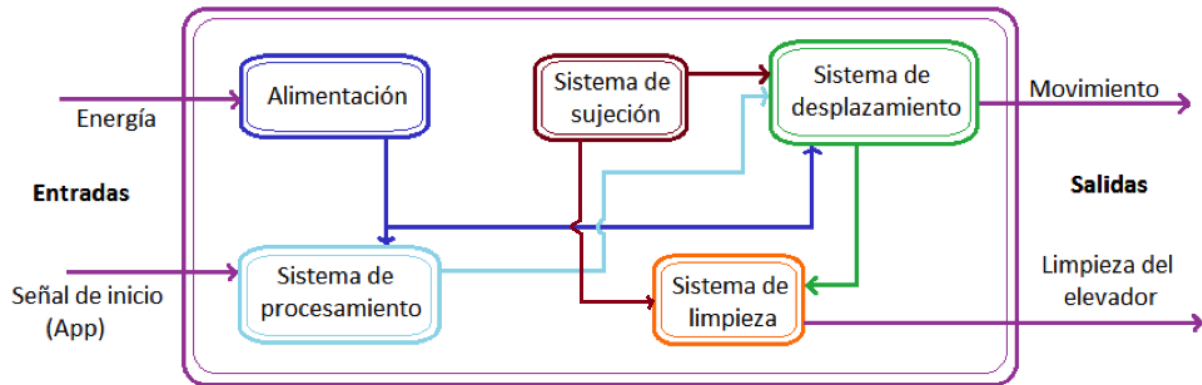 Energía
Entradas
Señal de inicio
(App)
Alimentación
Sistema de
procesamiento
Sistema de
sujeción
Sistema de
desplazamiento
Sistema de
limpieza
Movimiento
Salidas
Limpieza del
elevador